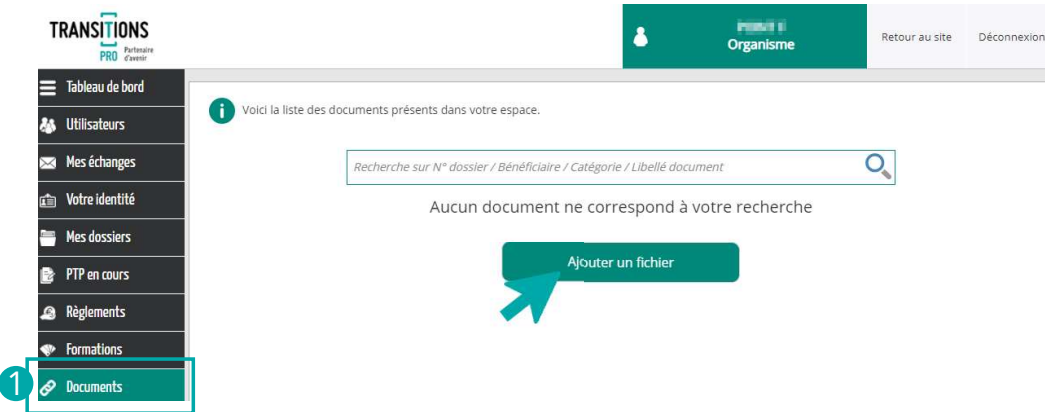 TRANSITIONS
PRO Partenaire d'avenir
Organisme
Retour au site
Déconnexion
Tableau de bord
Utilisateurs
Mes échanges
Votre identité
Mes dossiers
PTP en cours
Règlements
Formations
1 Documents
i Voici la liste des documents présents dans votre espace.
Recherche sur N° dossier / Bénéficiaire / Catégorie / Libellé document
Aucun document ne correspond à votre recherche
Ajouter un fichier